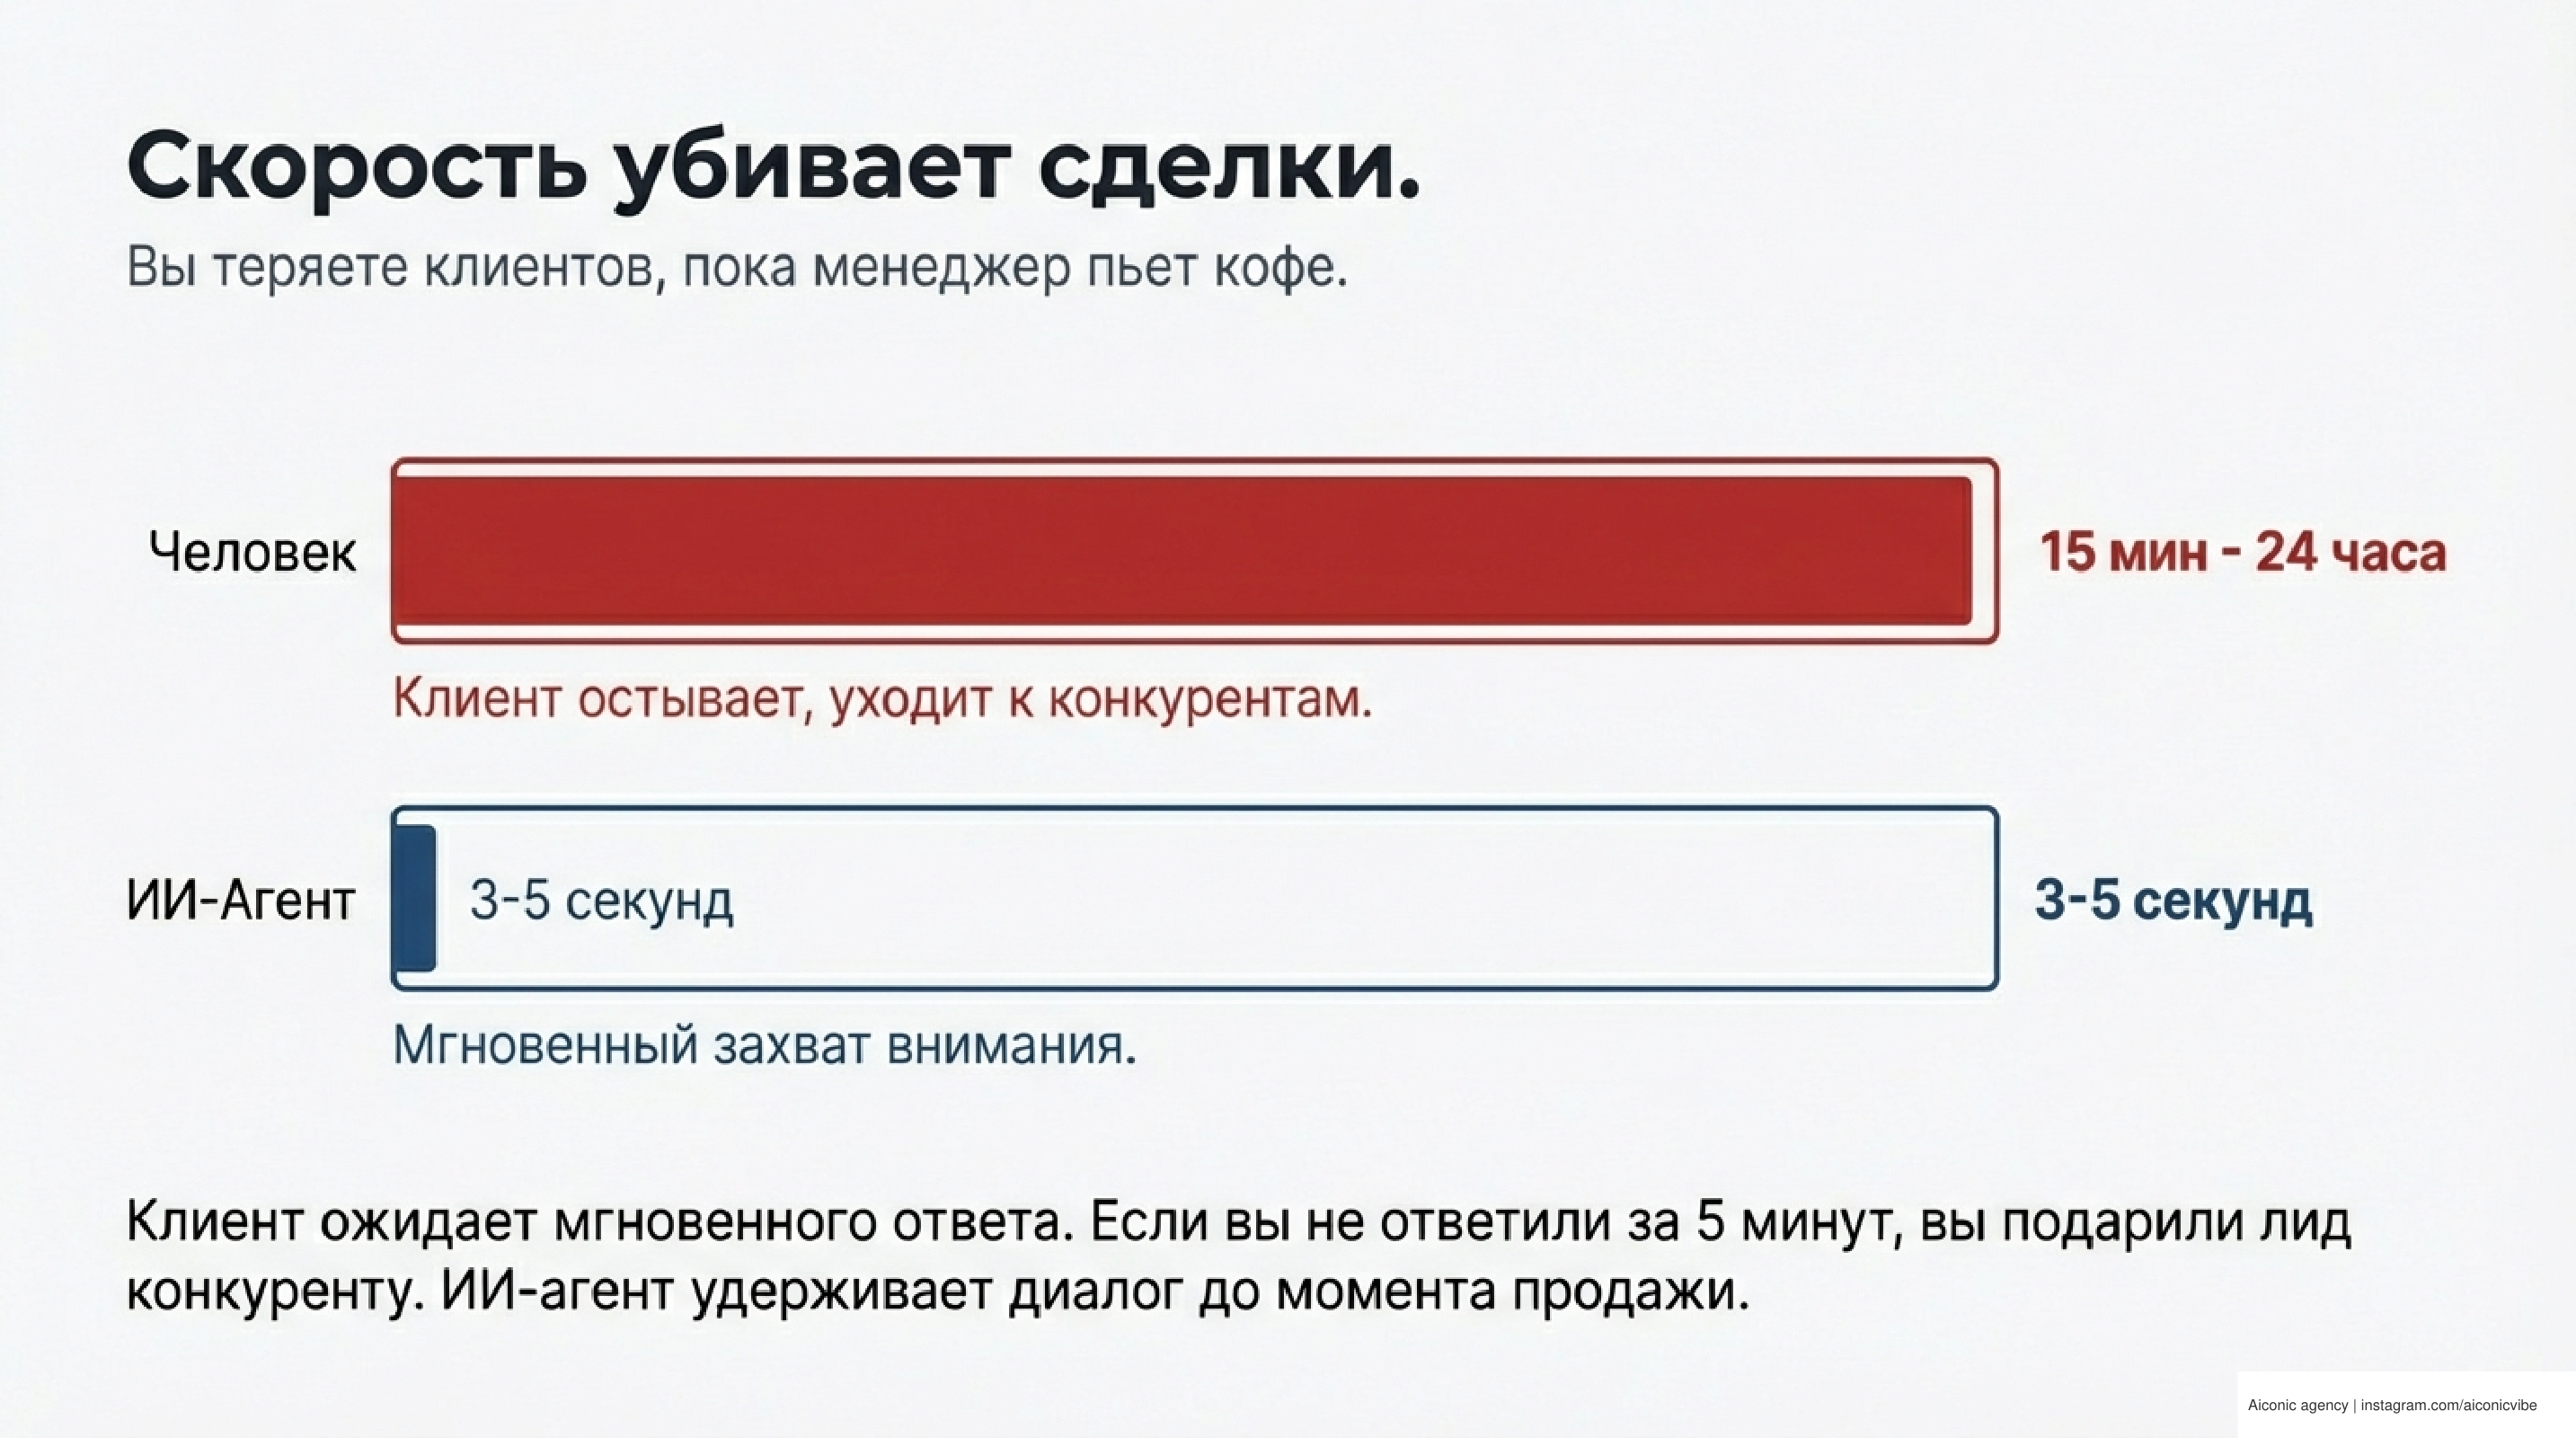 Скорость убивает сделки.
Вы теряете клиентов, пока менеджер пьет кофе.
Человек
15 мин - 24 часа
Клиент остывает, уходит к конкурентам.
ИИ-Агент
3-5 секунд
3-5 секунд
Мгновенный захват внимания.
Клиент ожидает мгновенного ответа. Если вы не ответили за 5 минут, вы подарили лид
конкуренту. ИИ-агент удерживает диалог до момента продажи.
Aiconic agency | instagram.com/aiconicvibe